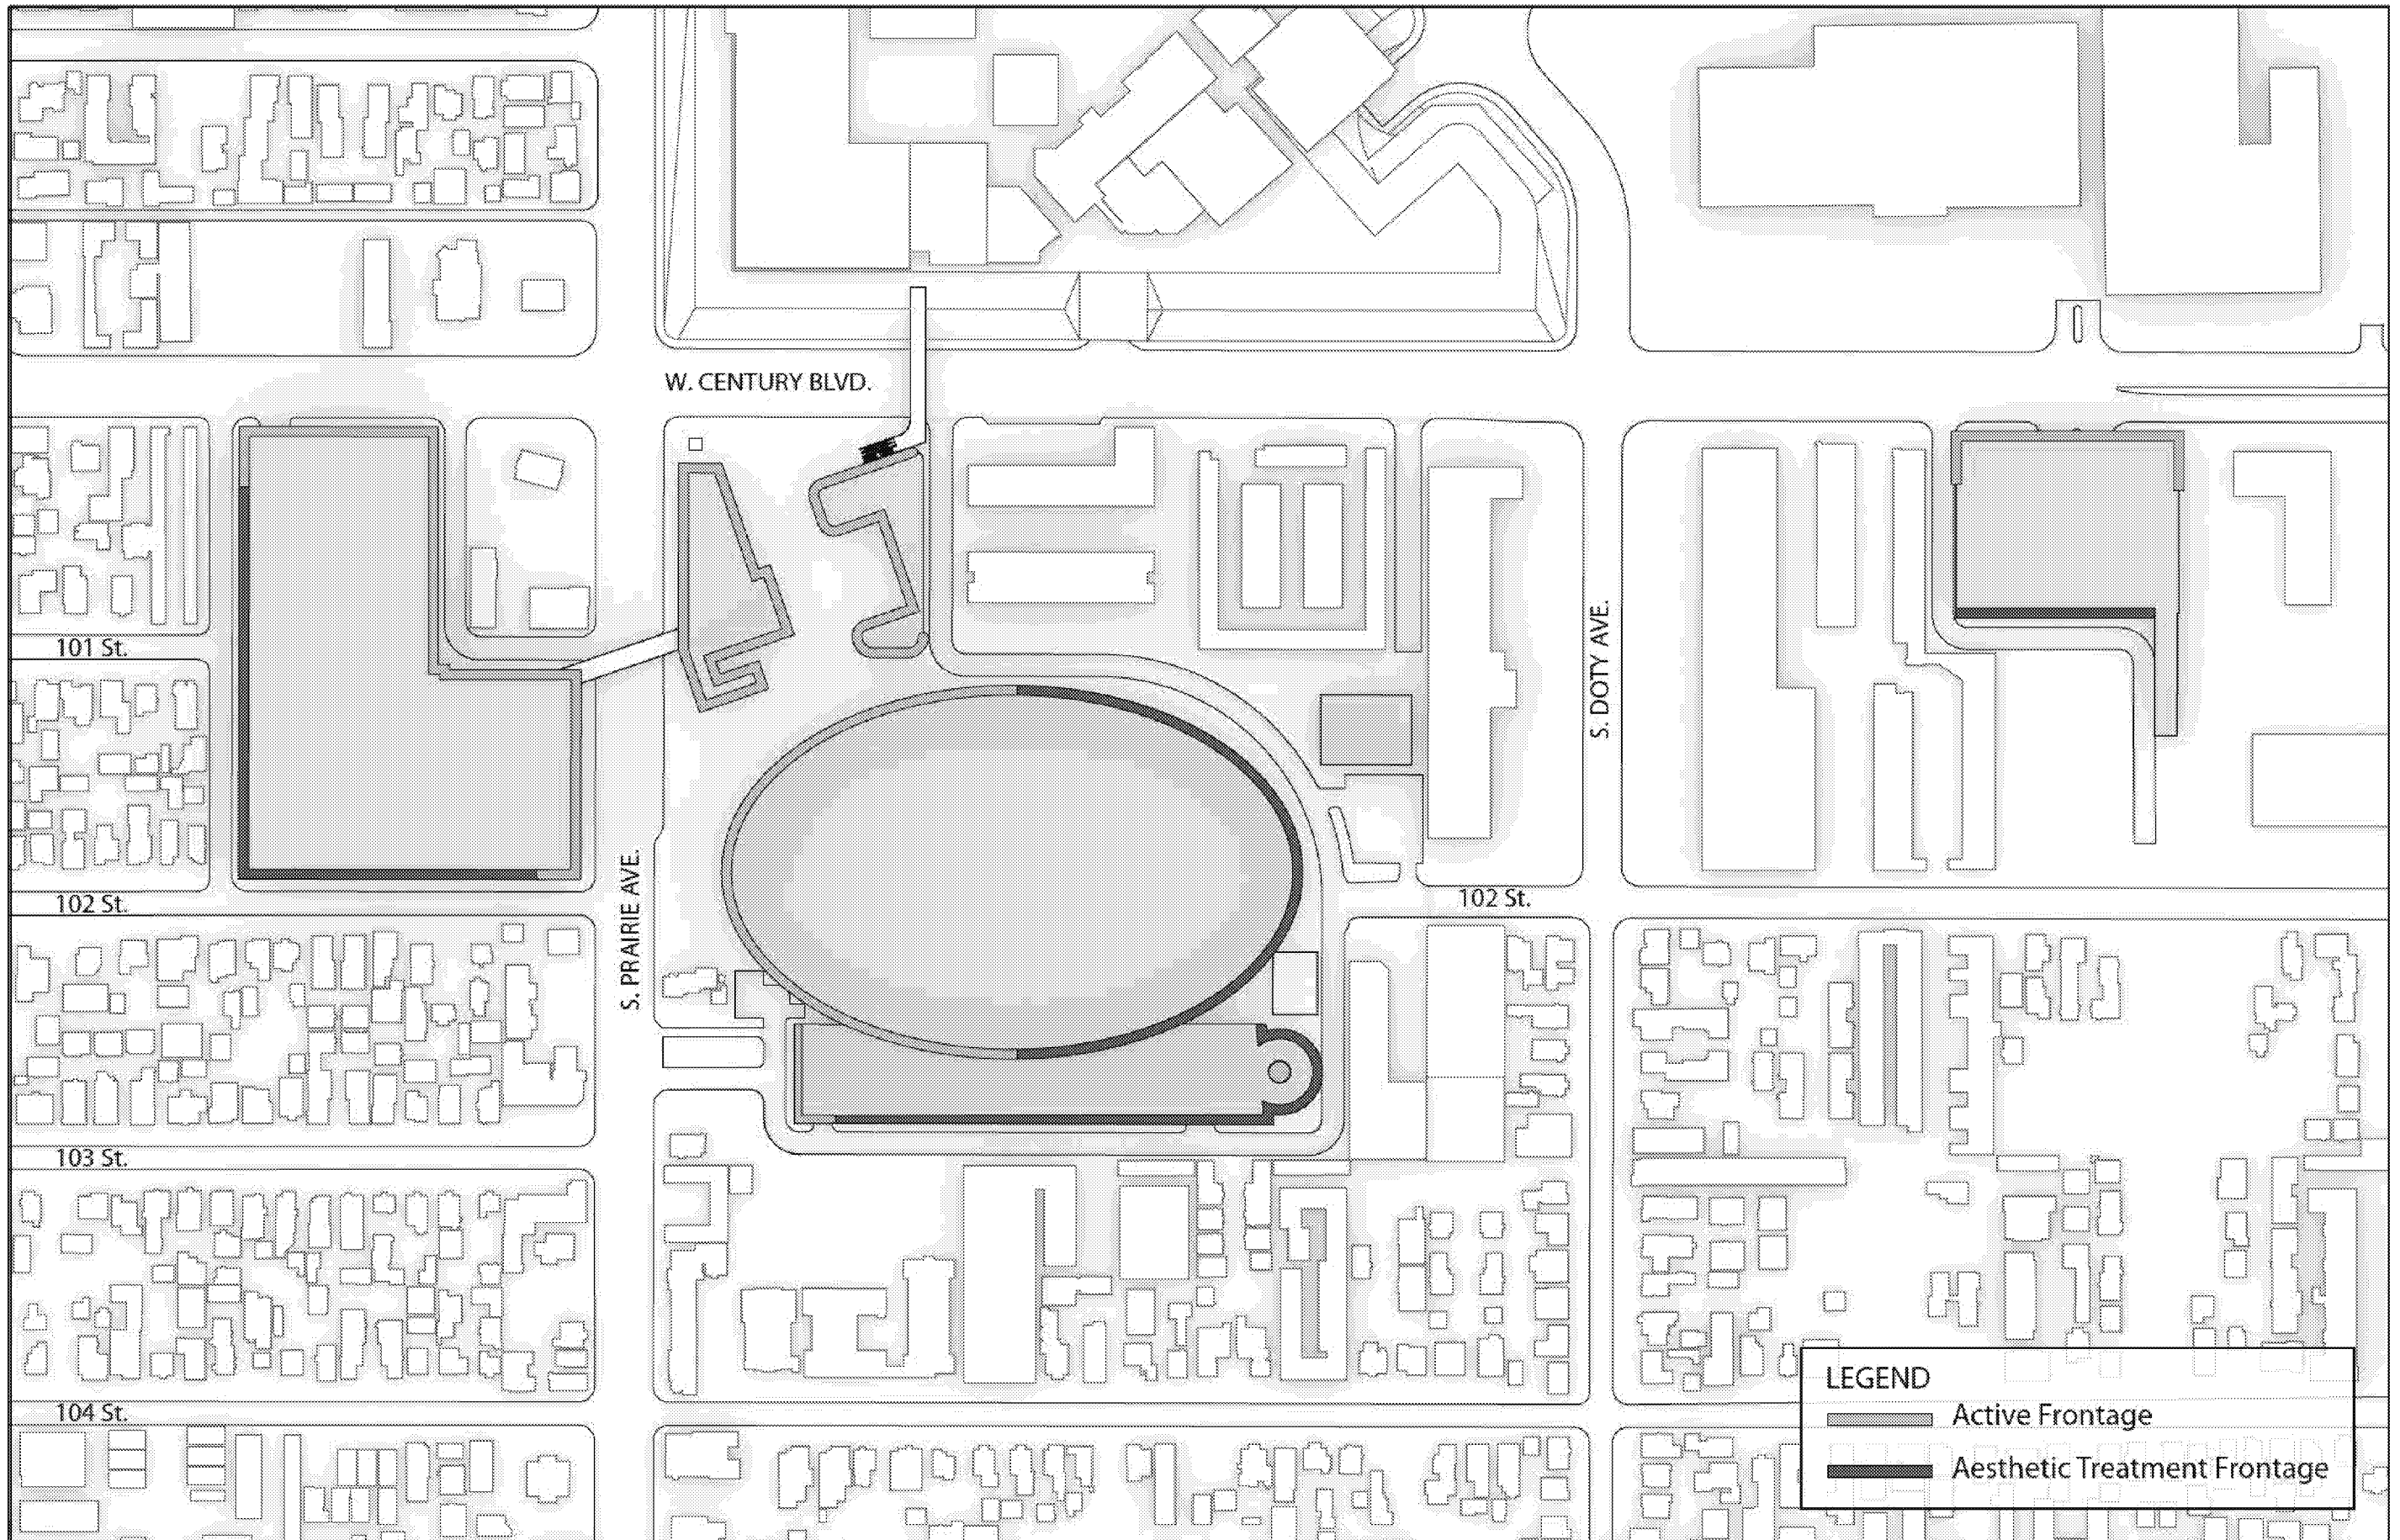 W. CENTURY BLVD.
101 St.
S. DOTY AVE.
S. PRAIRIE AVE.
102 St.
102 St.
103 St.
104 St.
LEGEND
Active Frontage
Aesthetic Treatment Frontage